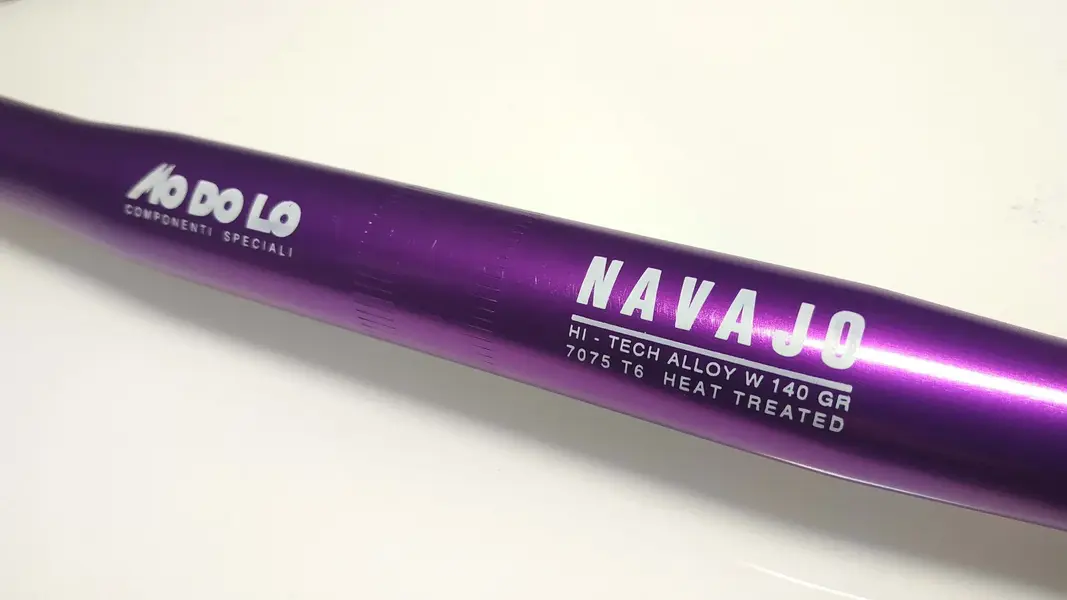 MODOLO
COMPONENTI SPECIALI
NAVAJO
HI - TECH ALLOY W 140 GR
7075 T6 HEAT TREATED